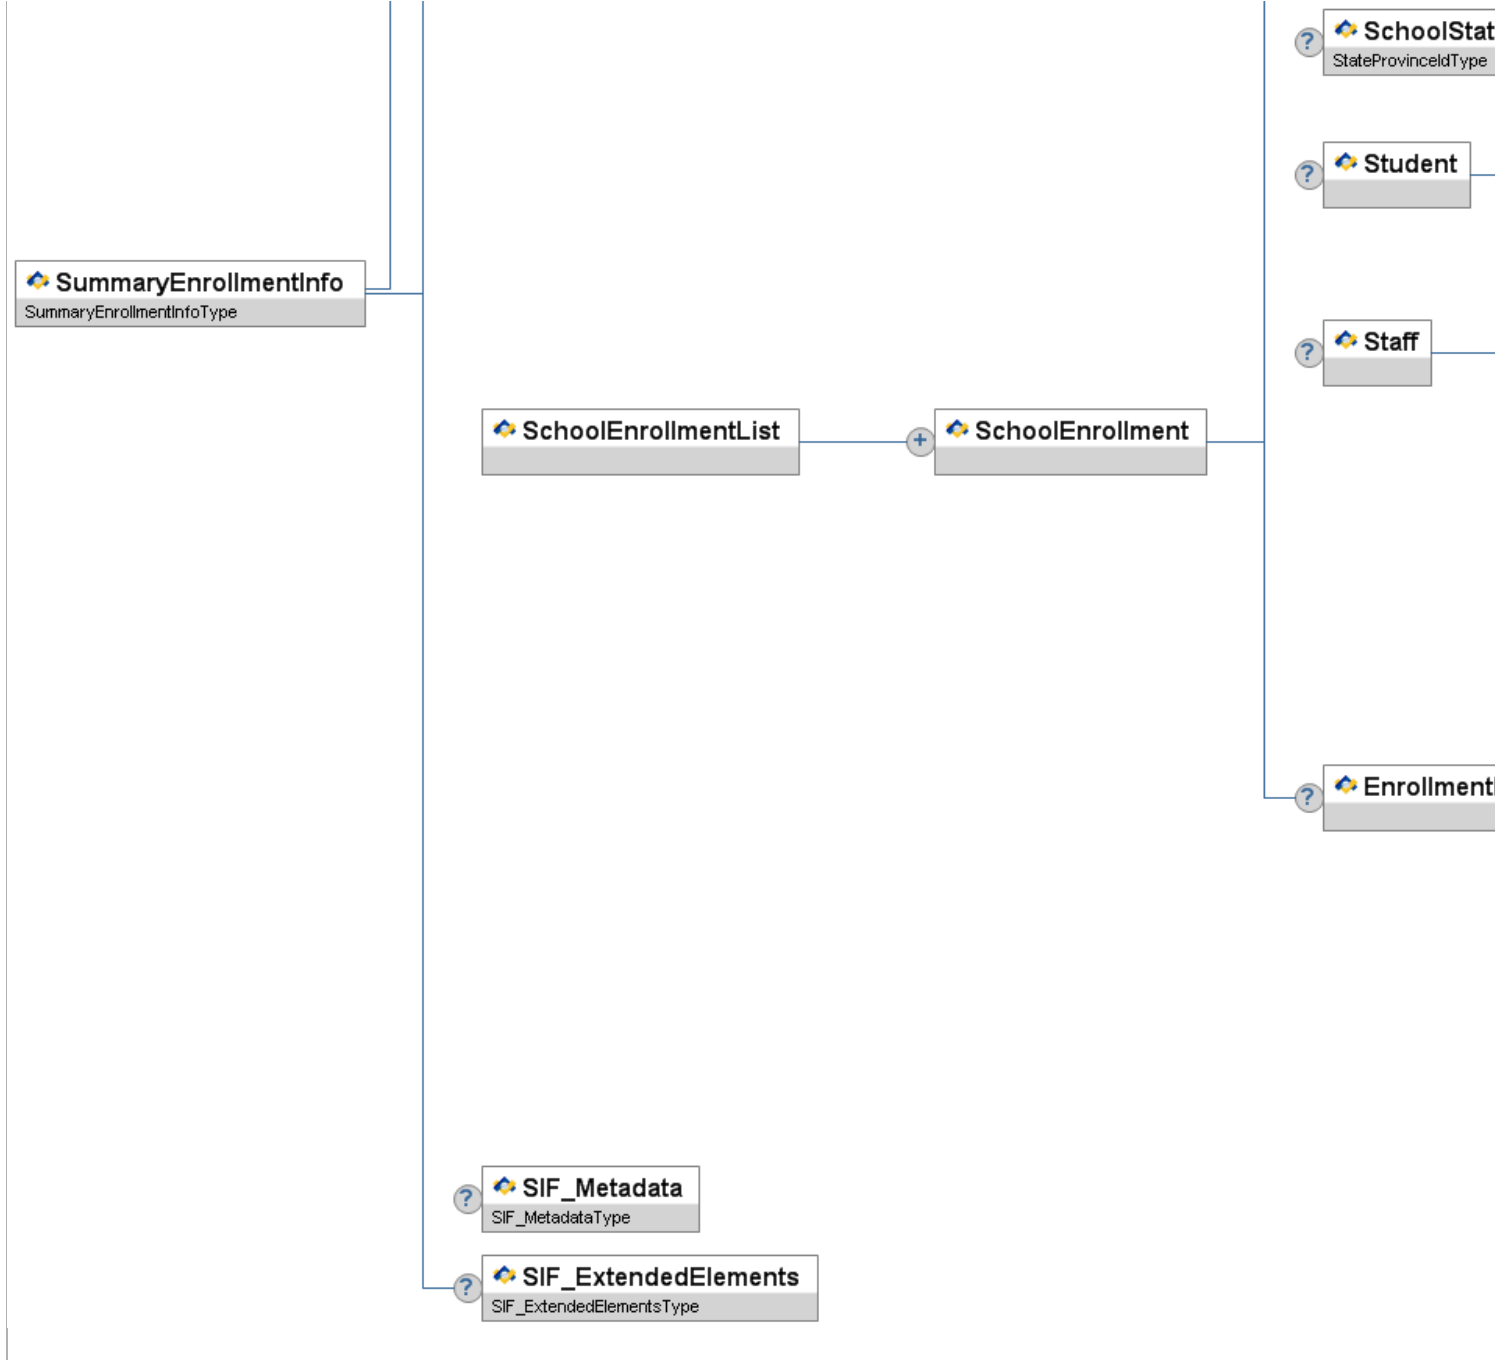 SchoolStat
StateProvinceIdType
?
Student
?
SummaryEnrollmentInfo
SummaryEnrollmentInfoType
Staff
?
SchoolEnrollmentList
+
SchoolEnrollment
Enrollment
?
SIF_Metadata
?
SIF_MetadataType
SIF_ExtendedElements
?
SIF_ExtendedElementsType